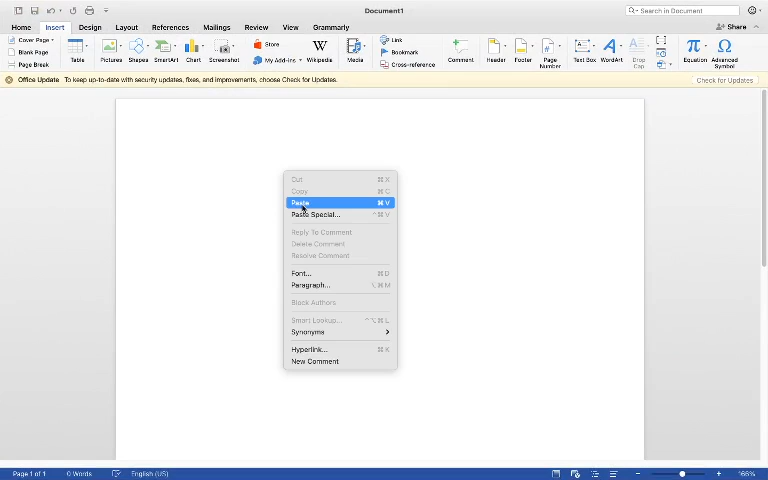 Document1
Search in Document
Home Insert Design Layout References Mailings Review View Grammarly
Share
Cover Page
Blank Page
Page Break
Table
Pictures
Shapes
SmartArt
Chart
Screenshot
Store
My Add-ins
Wikipedia
Media
Link
Bookmark
Cross-reference
Comment
Header
Footer
Page
Number
Text Box
WordArt
Drop
Cap
Equation
Advanced
Symbol
Office Update To keep up-to-date with security updates, fixes, and improvements, choose Check for Updates.
Check for Updates
Cut ⌘X
Copy ⌘C
Paste ⌘V
Paste Special... ^⌘V
Reply To Comment
Delete Comment
Resolve Comment
Font... ⌘D
Paragraph... ⌥⌘M
Block Authors
Smart Lookup... ^⌥⌘L
Synonyms
Hyperlink... ⌘K
New Comment
Page 1 of 1 0 Words English (US) 166%